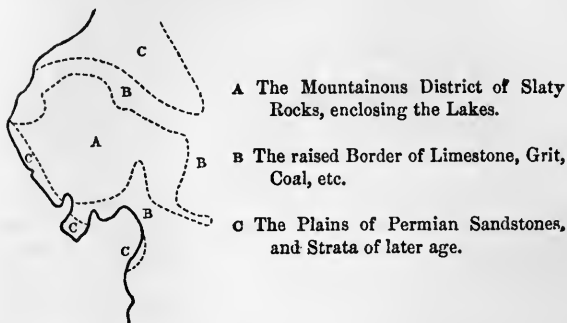 C
B
A
B
C
B
C
C
A The Mountainous District of Slaty
Rocks, enclosing the Lakes.
B The raised Border of Limestone, Grit,
Coal, etc.
C The Plains of Permian Sandstones,
and Strata of later age.